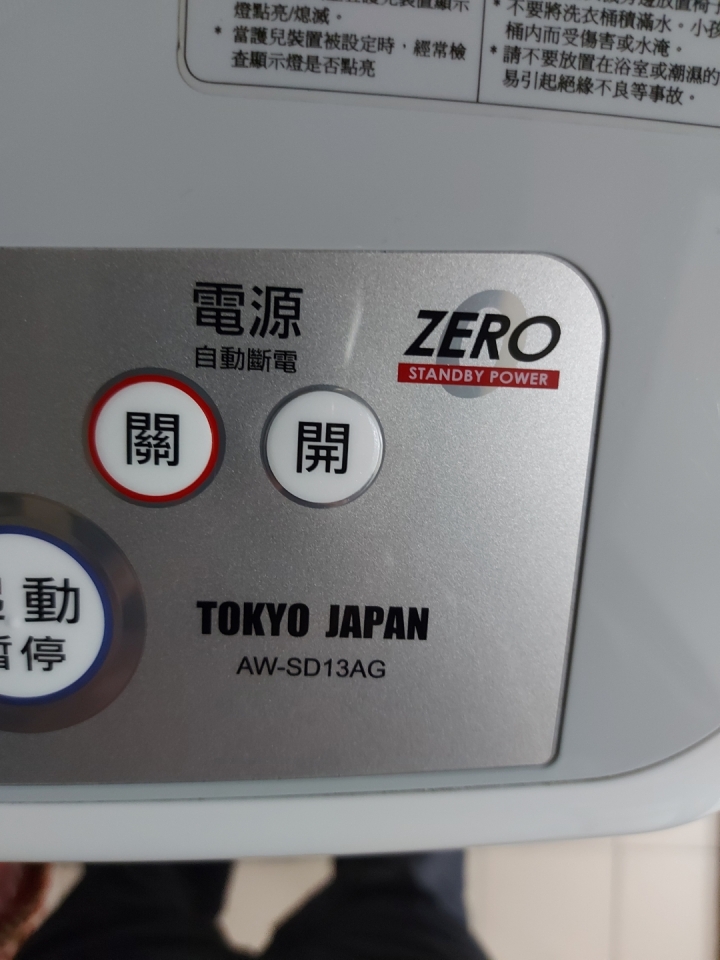 燈點亮/熄滅。
* 當護兒裝置被設定時，經常檢
查顯示燈是否點亮
* 不要將洗衣桶積滿水。小孩
桶內而受傷害或水淹。
* 請不要放置在浴室或潮濕的
易引起絕緣不良等事故。
電源
自動斷電
ZERO
STANDBY POWER
關
開
動
暫停
TOKYO JAPAN
AW-SD13AG